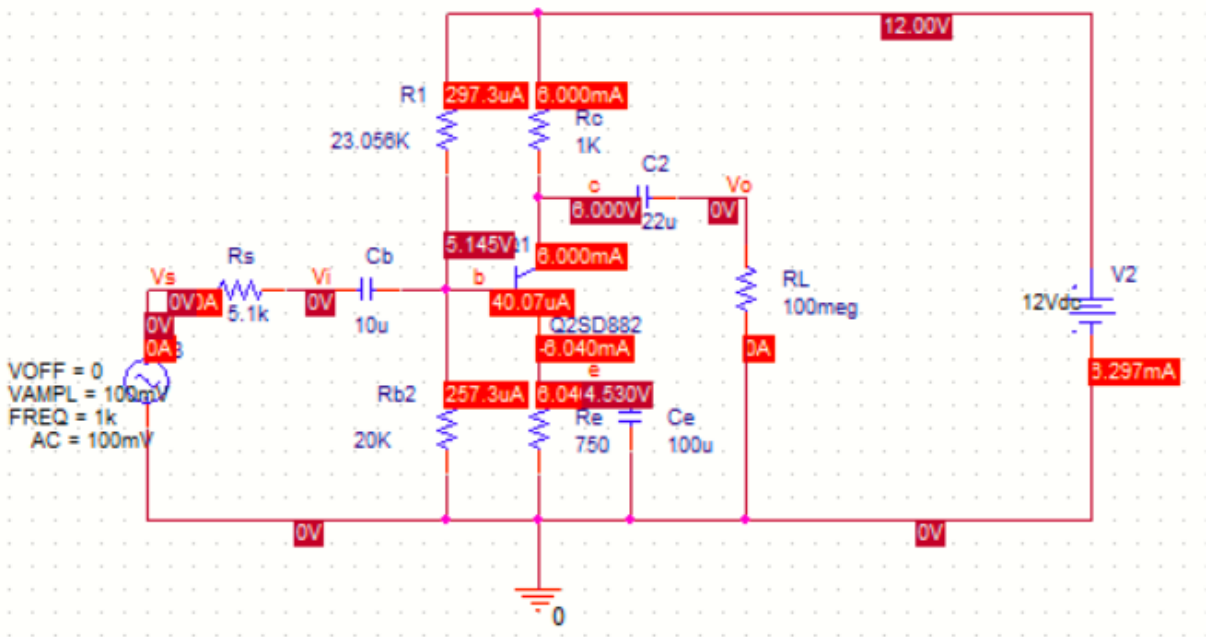 12.00V
R1
297.3uA
6.000mA
23.056K
Rc
1K
C2
c
Vo
6.000V
22u
0V
5.145V
6.000mA
Rs
Cb
Vs
Vi
b
V2
0V
0V
40.07uA
RL
5.1k
10u
100meg
12Vdc
0V
Q2SD882
0A
-6.040mA
0A
VOFF = 0
e
VAMPL = 100mV
Rb2
257.3uA
4.530V
FREQ = 1k
Re
Ce
AC = 100mV
20K
750
100u
0V
0V
0